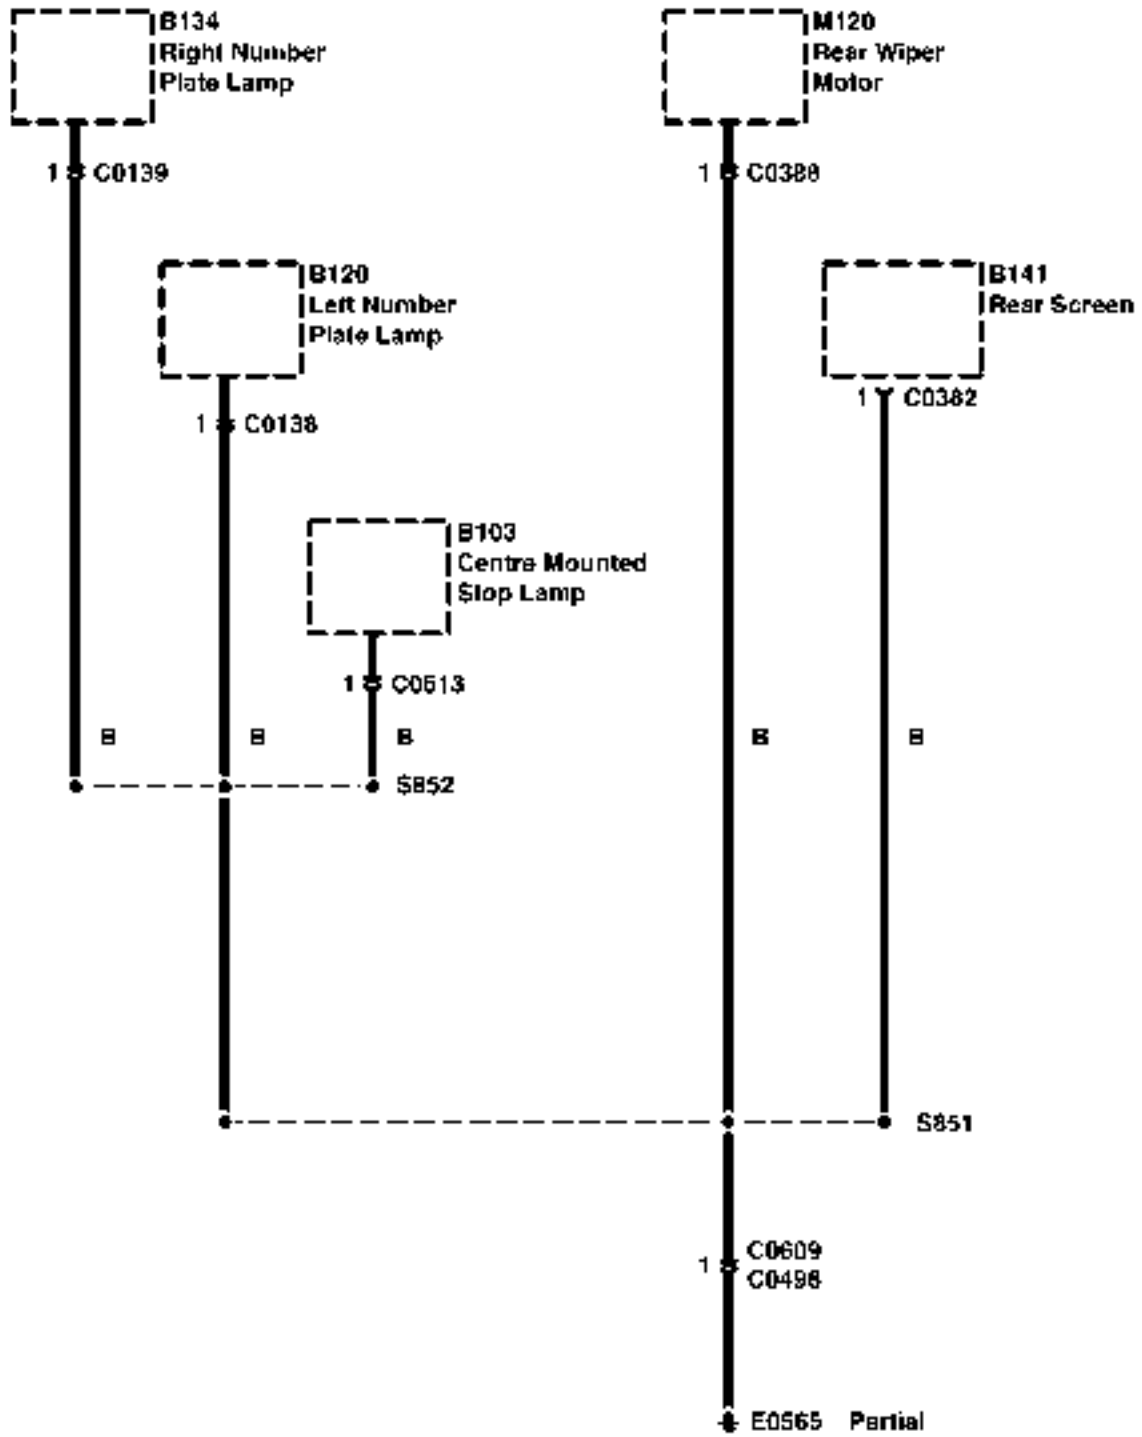 B134
Right Number
Plate Lamp
1 C0139
M120
Rear Wiper
Motor
1 C0388
B120
Left Number
Plate Lamp
1 C0138
B141
Rear Screen
1 C0382
B103
Centre Mounted
Stop Lamp
1 C0513
B B B B B
S852
S851
1 C0609
C0498
E0565 Partial